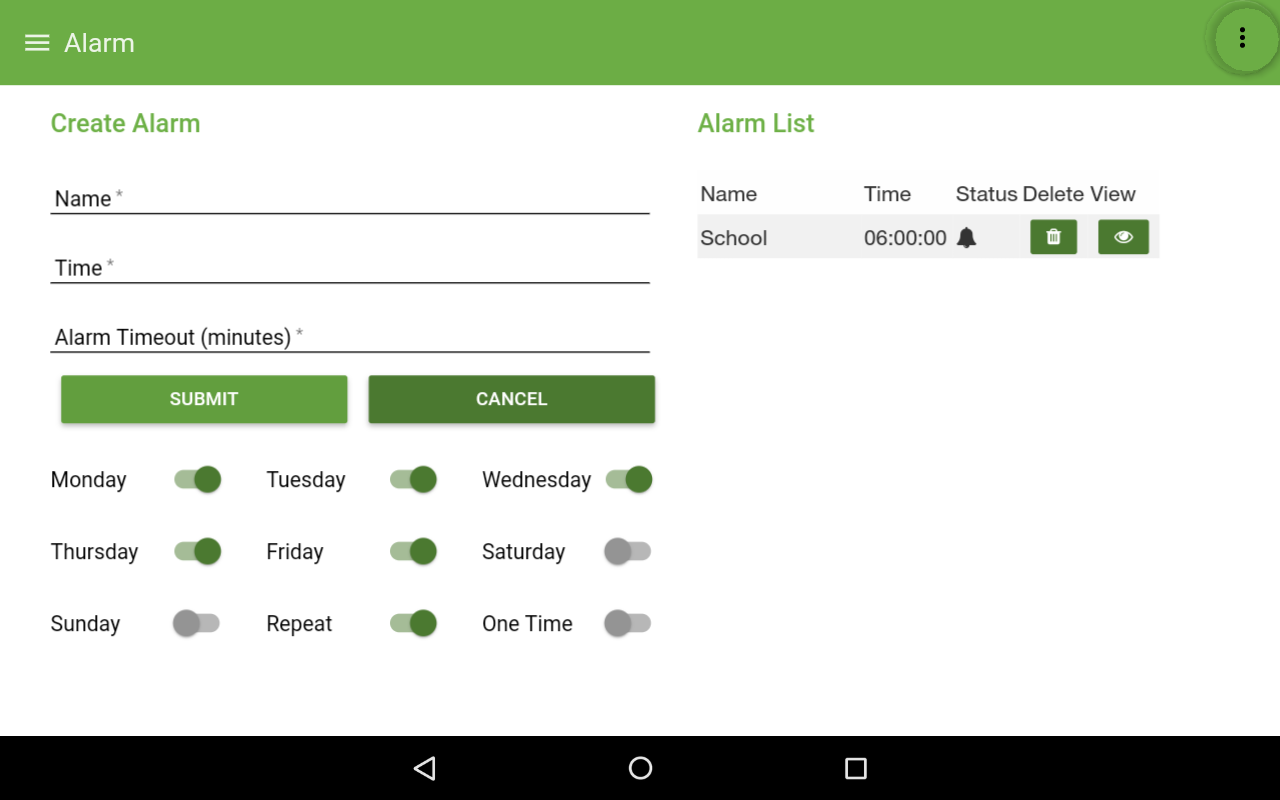 Alarm
Create Alarm
Name *
Time *
Alarm Timeout (minutes) *
SUBMIT CANCEL
Monday Tuesday Wednesday
Thursday Friday Saturday
Sunday Repeat One Time
Alarm List
Name Time Status Delete View
School 06:00:00